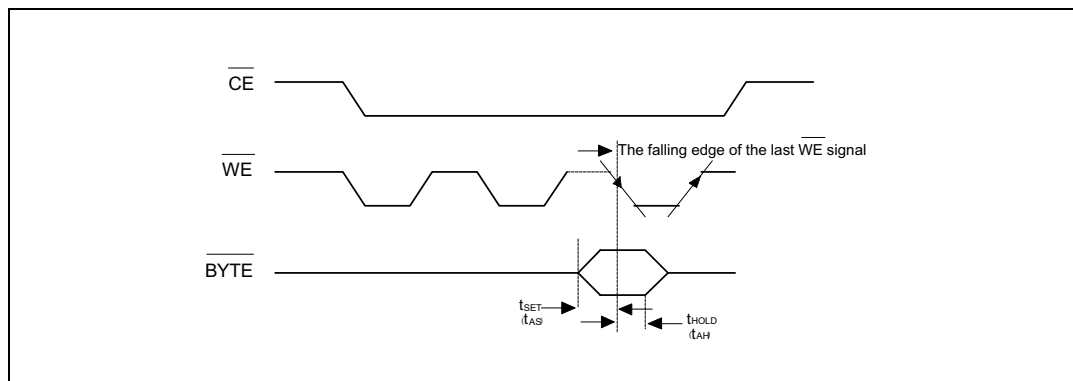 CE
The falling edge of the last WE signal
WE
BYTE
tSET
(tAS)
tHOLD
(tAH)